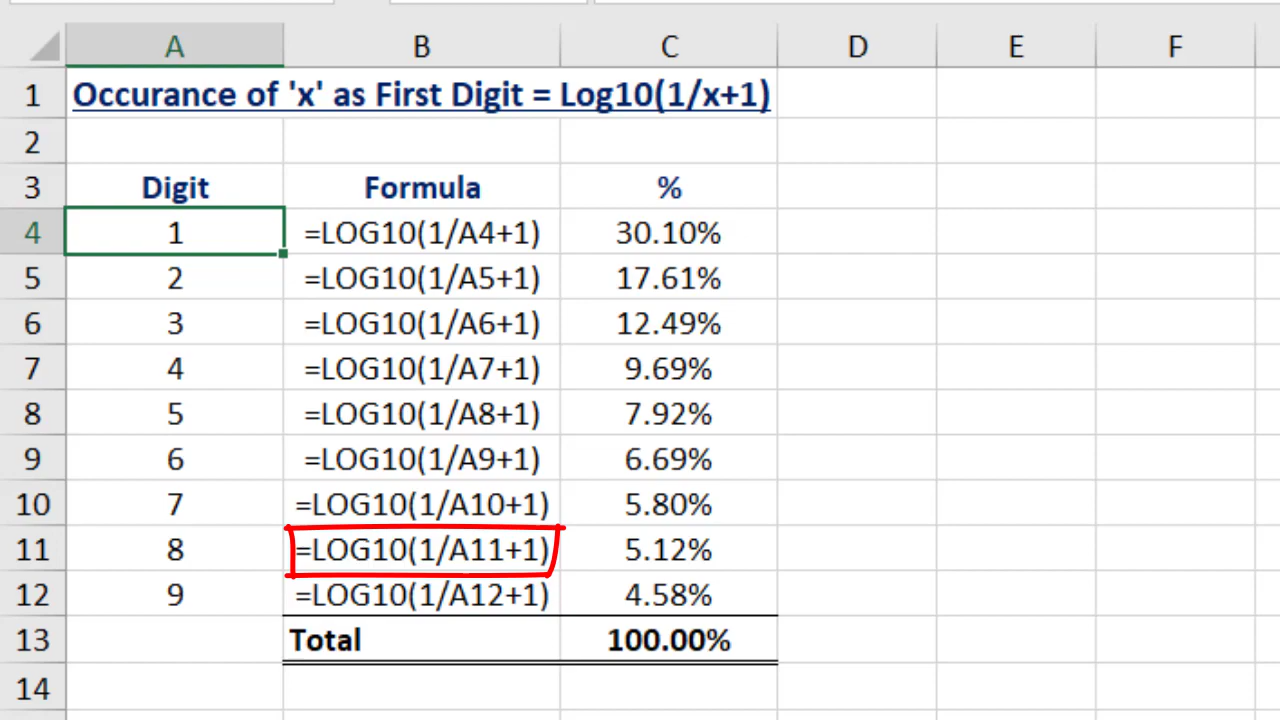 A B C D E F
1 Occurance of 'x' as First Digit = Log10(1/x+1)
2
3 Digit Formula %
4 1 =LOG10(1/A4+1) 30.10%
5 2 =LOG10(1/A5+1) 17.61%
6 3 =LOG10(1/A6+1) 12.49%
7 4 =LOG10(1/A7+1) 9.69%
8 5 =LOG10(1/A8+1) 7.92%
9 6 =LOG10(1/A9+1) 6.69%
10 7 =LOG10(1/A10+1) 5.80%
11 8 =LOG10(1/A11+1) 5.12%
12 9 =LOG10(1/A12+1) 4.58%
13 Total 100.00%
14